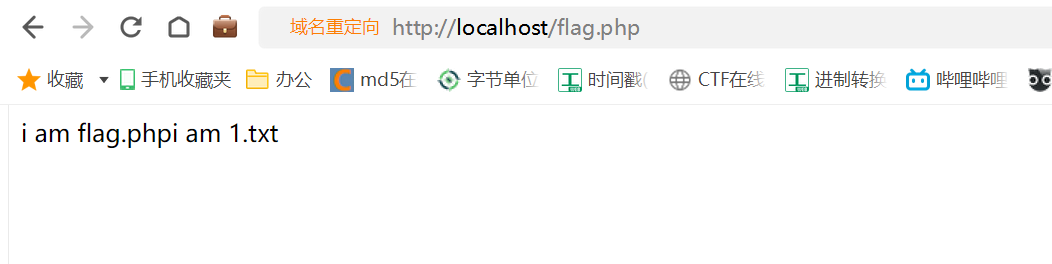 域名重定向 http://localhost/flag.php
收藏 手机收藏夹 办公 md5在 字节单位 时间戳( CTF在线 进制转换 哔哩哔哩
i am flag.phpi am 1.txt